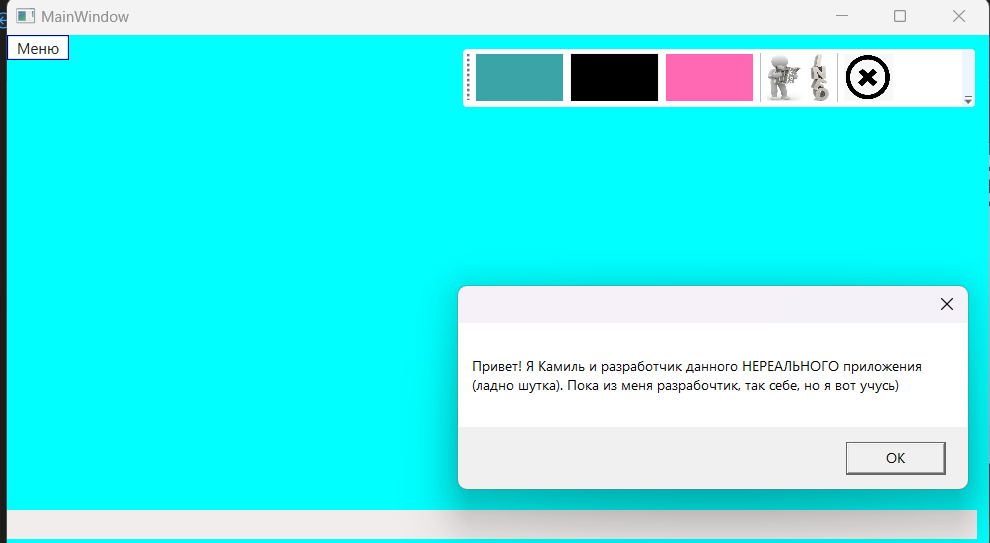 MainWindow
Меню
Привет! Я Камиль и разработчик данного НЕРЕАЛЬНОГО приложения
(ладно шутка). Пока из меня разрабочтик, так себе, но я вот учусь)
OK